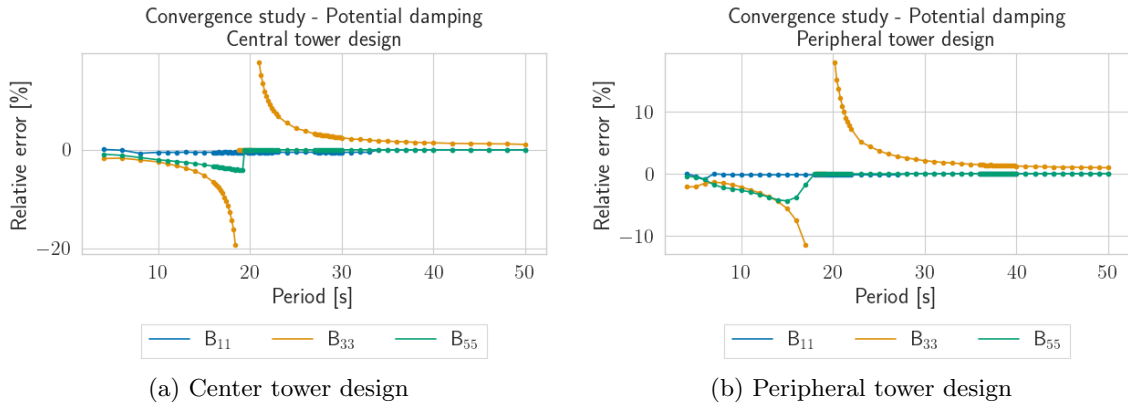 Convergence study - Potential damping
Central tower design
Relative error [%]
0
−20
10
20
30
40
50
Period [s]
B₁₁
B₃₃
B₅₅
(a) Center tower design
Convergence study - Potential damping
Peripheral tower design
Relative error [%]
10
0
−10
10
20
30
40
50
Period [s]
B₁₁
B₃₃
B₅₅
(b) Peripheral tower design